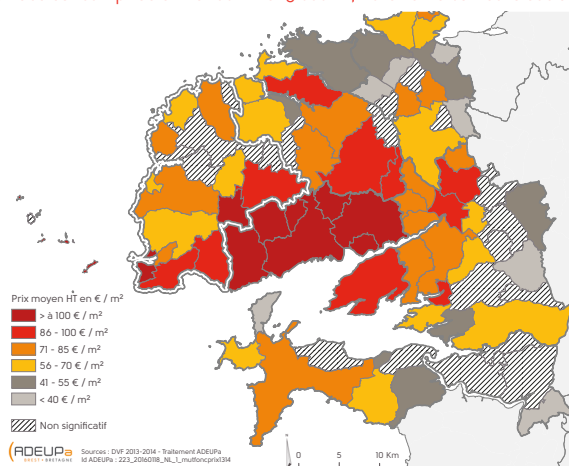 Prix moyen HT en € / m²
> à 100 € / m²
86 - 100 € / m²
71 - 85 € / m²
56 - 70 € / m²
41 - 55 € / m²
< 40 € / m²
Non significatif
ADEUPa
BREST • BRETAGNE
Sources : DVF 2013-2014 - Traitement ADEUPa
Id ADEUPa : 223_20160118_NL_1_mutfoncprix1314
0 5 10 Km